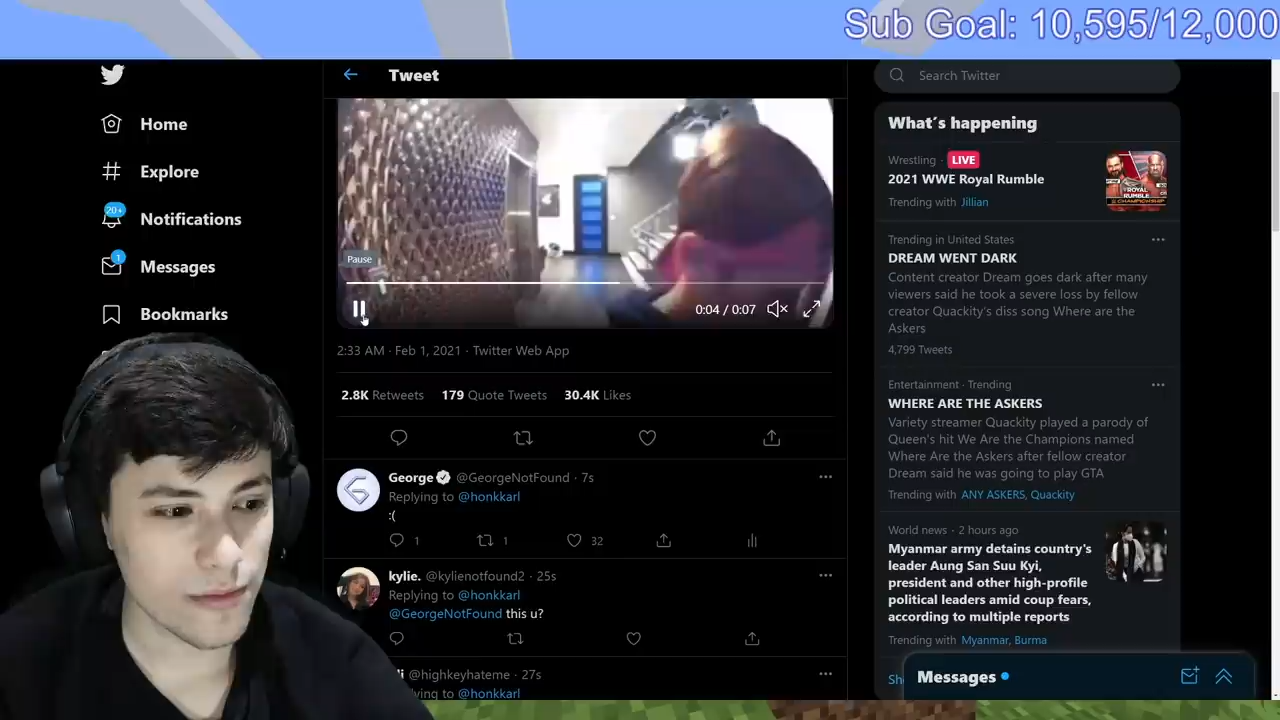 Sub Goal: 10,595/12,000
Home
Explore
20+
Notifications
1
Messages
Bookmarks
Tweet
Pause
0:04 / 0:07
2:33 AM · Feb 1, 2021 · Twitter Web App
2.8K Retweets 179 Quote Tweets 30.4K Likes
George @GeorgeNotFound · 7s
Replying to @honkkarl
:(
1 1 32
kylie. @kylienotfound2 · 25s
Replying to @honkkarl
@GeorgeNotFound this u?
@highkeyhateme · 27s
@honkkarl
Search Twitter
What's happening
Wrestling · LIVE
2021 WWE Royal Rumble
Trending with Jillian
ROYAL
RUMBLE
Trending in United States
DREAM WENT DARK
Content creator Dream goes dark after many
viewers said he took a severe loss by fellow
creator Quackity's diss song Where are the
Askers
4,799 Tweets
Entertainment · Trending
WHERE ARE THE ASKERS
Variety streamer Quackity played a parody of
Queen's hit We Are the Champions named
Where Are the Askers after fellow creator
Dream said he was going to play GTA
Trending with ANY ASKERS, Quackity
World news · 2 hours ago
Myanmar army detains country's
leader Aung San Suu Kyi,
president and other high-profile
political leaders amid coup fears,
according to multiple reports
Trending with Myanmar, Burma
Messages